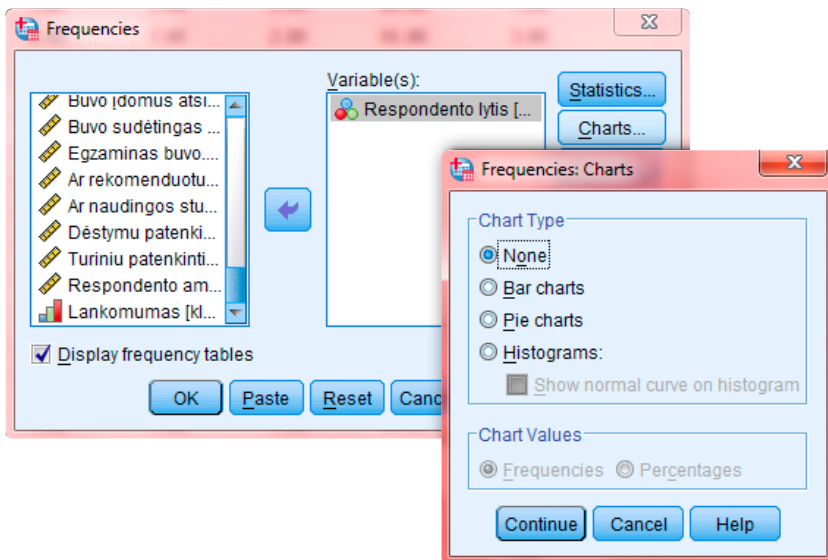 Frequencies
Variable(s):
Buvo įdomus atsi...
Buvo sudėtingas ...
Egzaminas buvo....
Ar rekomenduotu...
Ar naudingos stu...
Dėstymu patenki...
Turiniu patenkinti...
Respondento am...
Lankomumas [kl...
Respondento lytis [...
Statistics...
Charts...
Display frequency tables
OK
Paste
Reset
Canc
Frequencies: Charts
Chart Type
None
Bar charts
Pie charts
Histograms:
Show normal curve on histogram
Chart Values
Frequencies Percentages
Continue Cancel Help